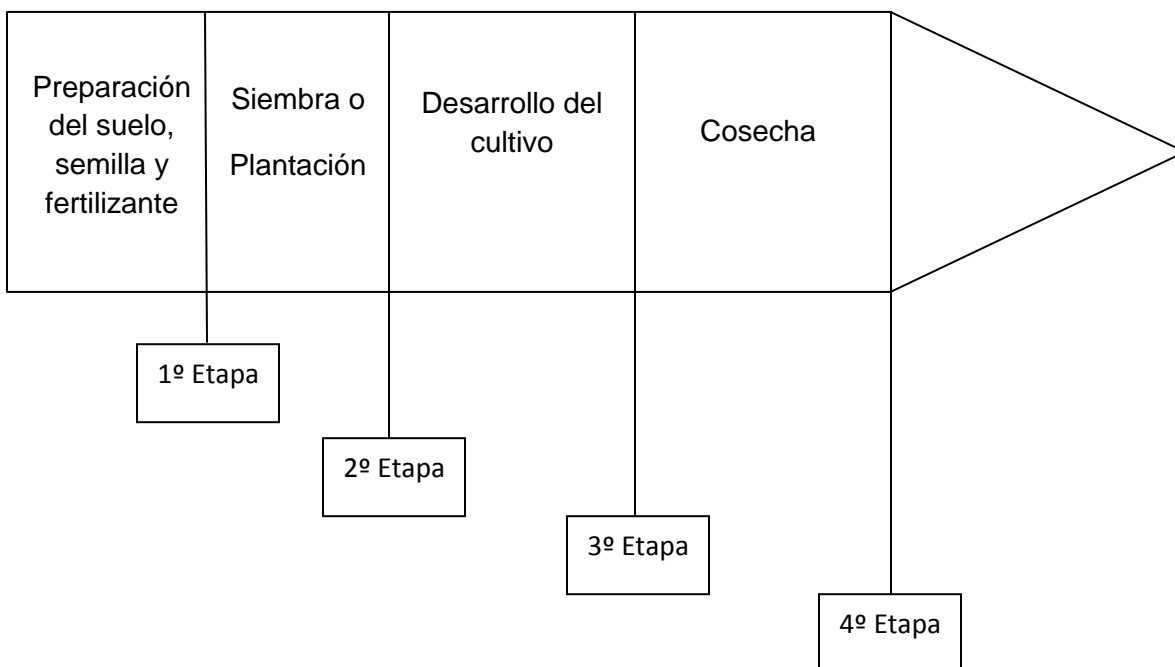 Preparación
del suelo,
semilla y
fertilizante
Siembra o
Plantación
Desarrollo del
cultivo
Cosecha
1º Etapa
2º Etapa
3º Etapa
4º Etapa